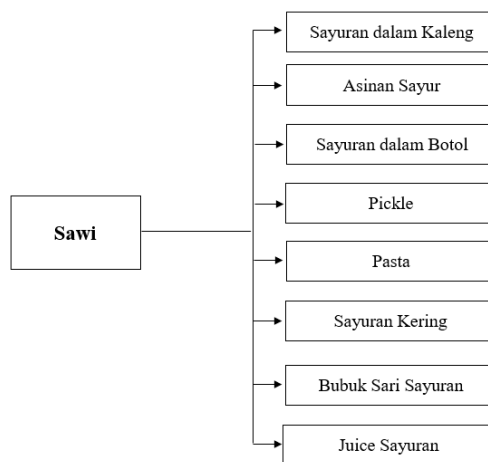 Sayuran dalam Kaleng
Asinan Sayur
Sayuran dalam Botol
Pickle
Sawi
Pasta
Sayuran Kering
Bubuk Sari Sayuran
Juice Sayuran